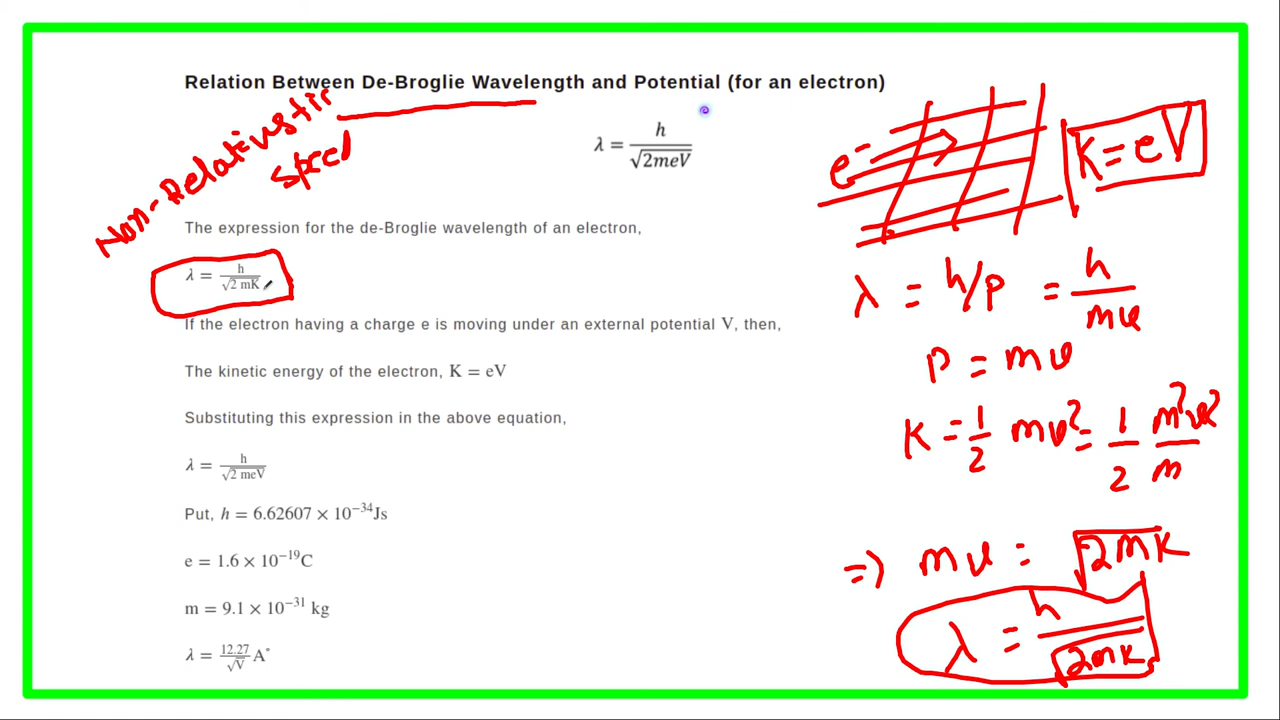 Relation Between De-Broglie Wavelength and Potential (for an electron)
λ = h/√2meV
Non-Relativistic
Speed
The expression for the de-Broglie wavelength of an electron,
λ = h/√2 mK
If the electron having a charge e is moving under an external potential V, then,
The kinetic energy of the electron, K = eV
Substituting this expression in the above equation,
λ = h/√2 meV
Put, h = 6.62607 × 10⁻³⁴Js
e = 1.6 × 10⁻¹⁹C
m = 9.1 × 10⁻³¹ kg
λ = 12.27/√V A°
e⁻
K = eV
λ = h/p = h/mv
p = mv
K = 1/2 mv² = 1/2 m²v²/m
⇒ mv = √2mK
λ = h/√2mK